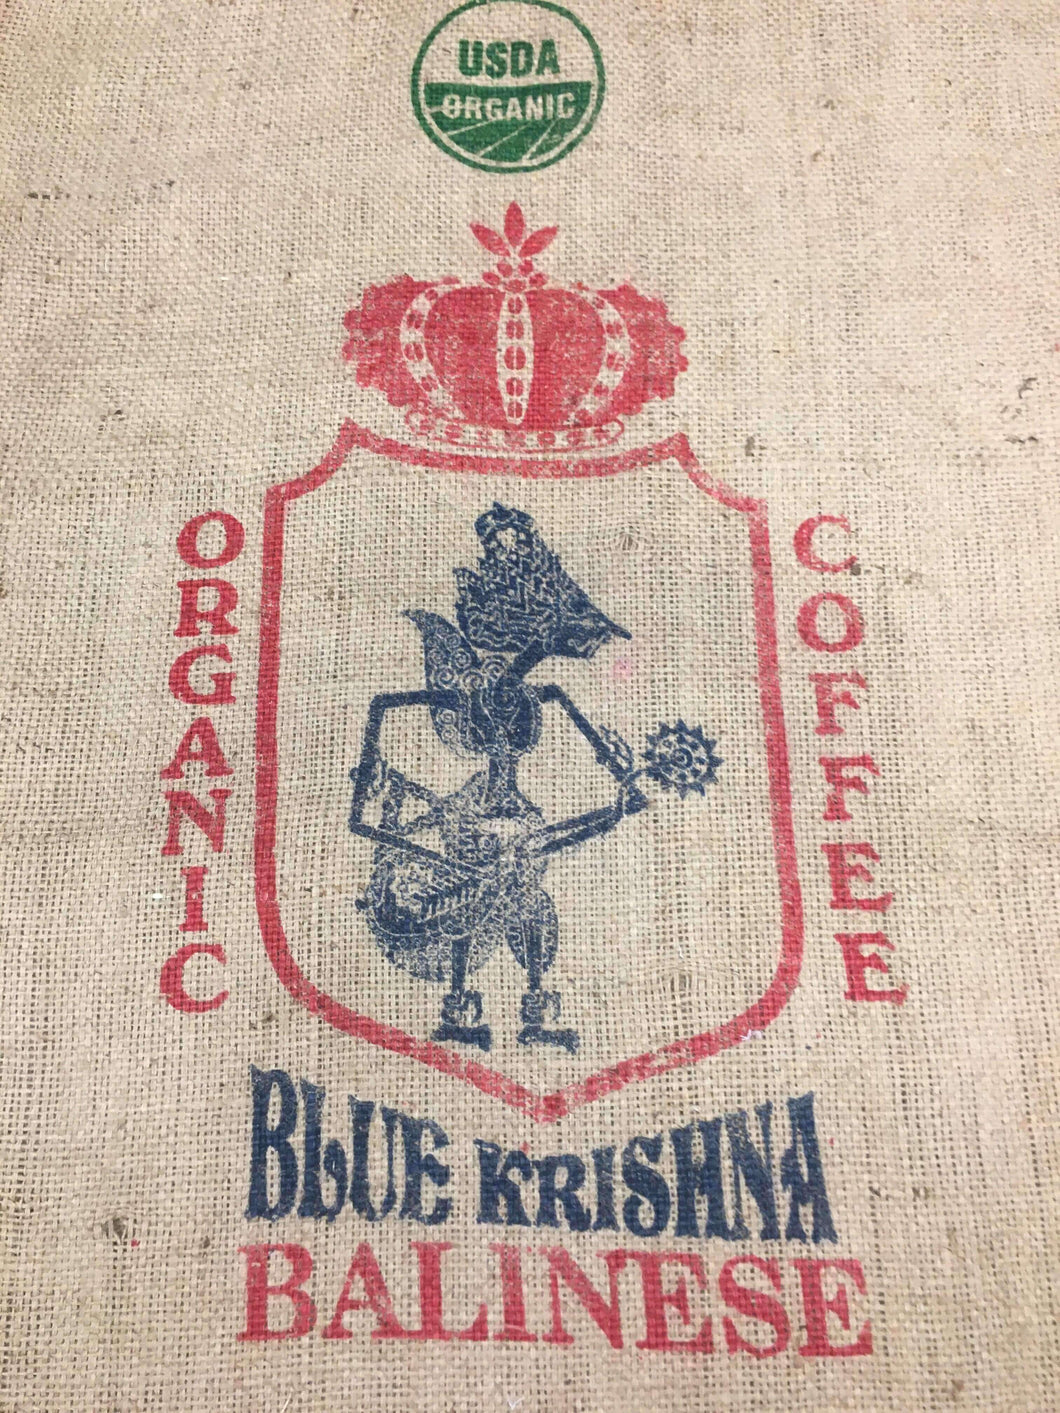 USDA
ORGANIC
ORGANIC
COFFEE
BLUE KRISHNA
BALINESE